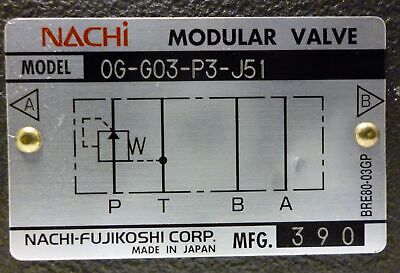 NACHi MODULAR VALVE
MODEL OG-G03-P3-J51
A
B
W
P T B A
BRE80-03GP
NACHI-FUJIKOSHI CORP.
MADE IN JAPAN
MFG. 390